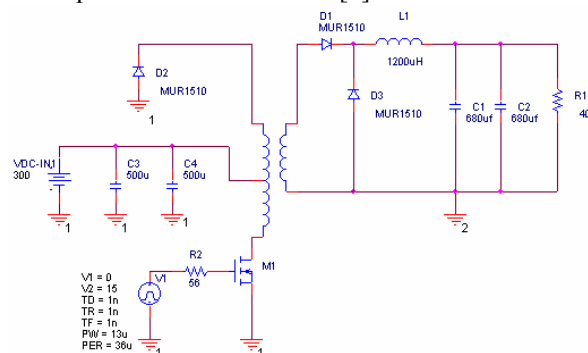 [4]
D1
MUR1510
L1
1200uH
D2
MUR1510
1
D3
MUR1510
C1
680uf
C2
680uf
R1
40
VDC-IN1
300
C3
500u
C4
500u
1
1
1
2
R2
56
M1
V1
V1 = 0
V2 = 15
TD = 1n
TR = 1n
TF = 1n
PW = 13u
PER = 36u
1
1